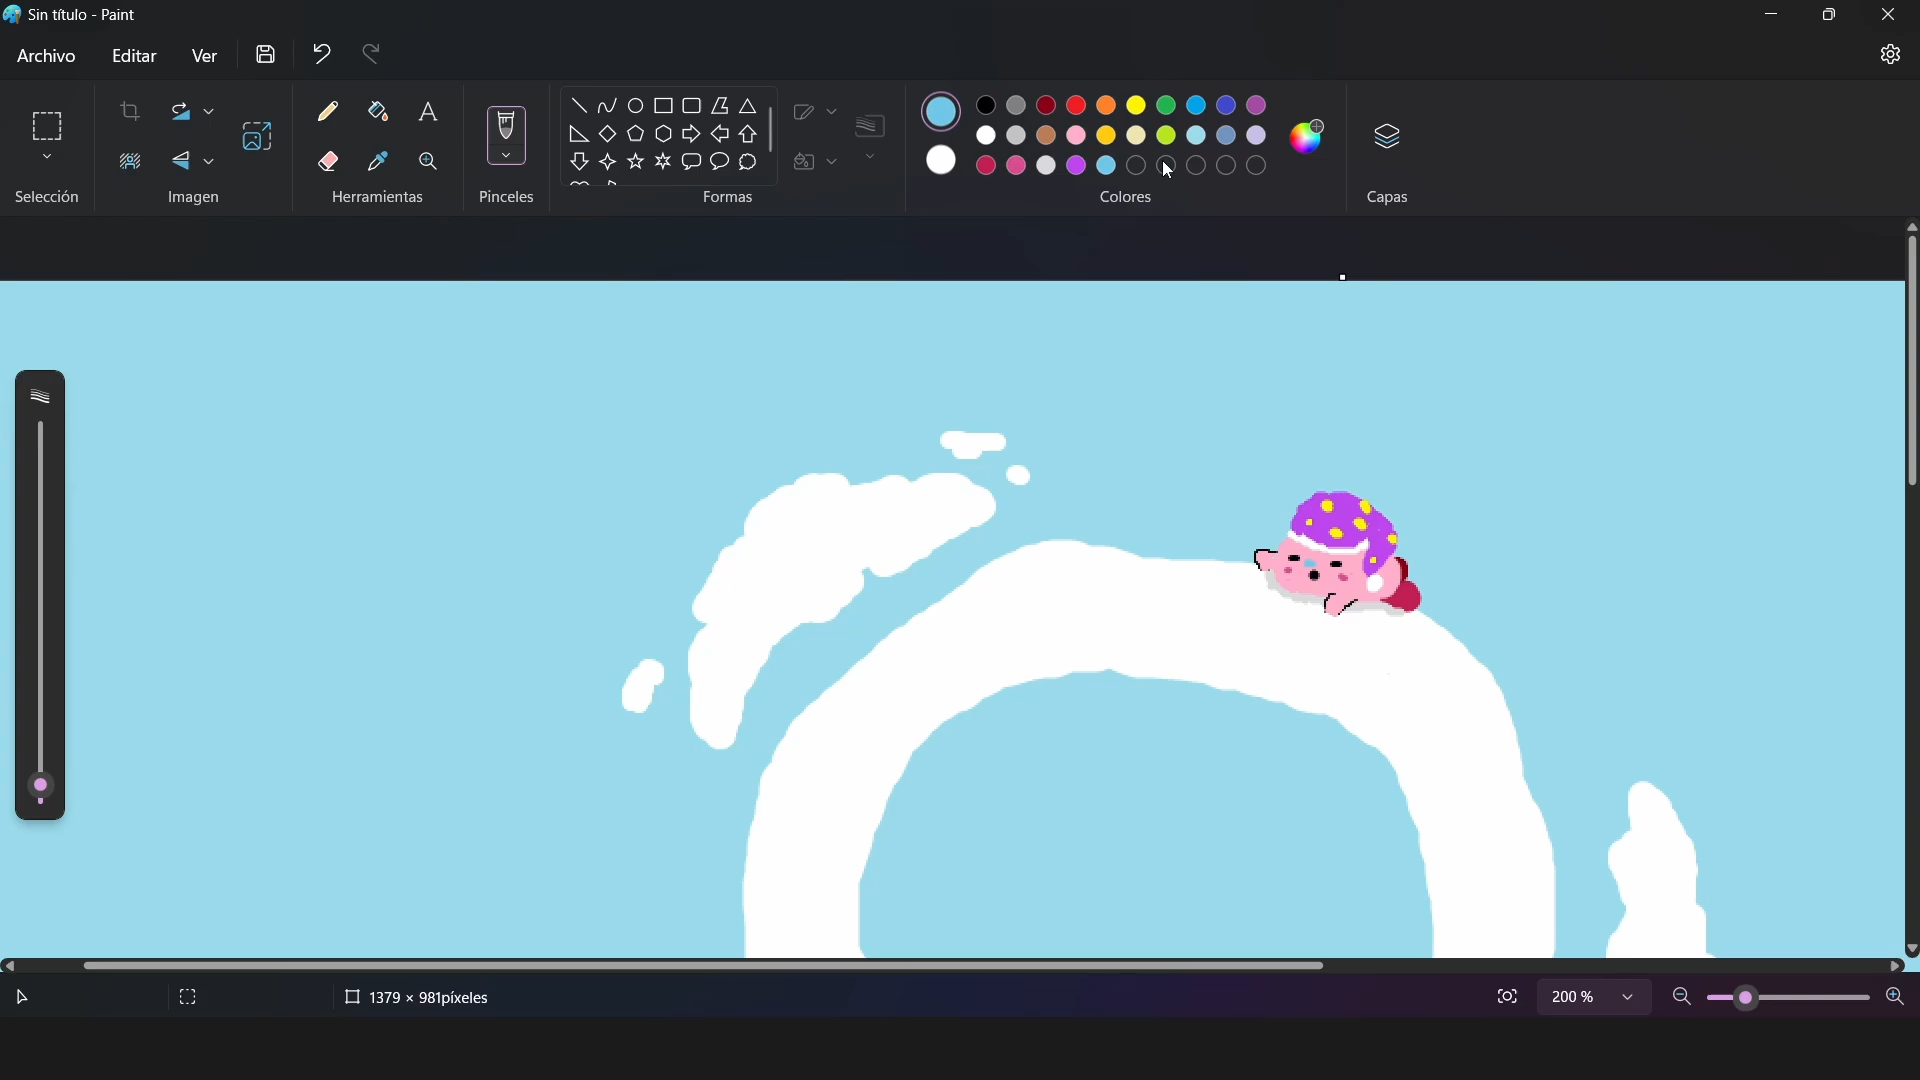 Sin título - Paint
Archivo Editar Ver
Selección Imagen Herramientas Pinceles Formas Colores Capas
1379 × 981píxeles 200 %